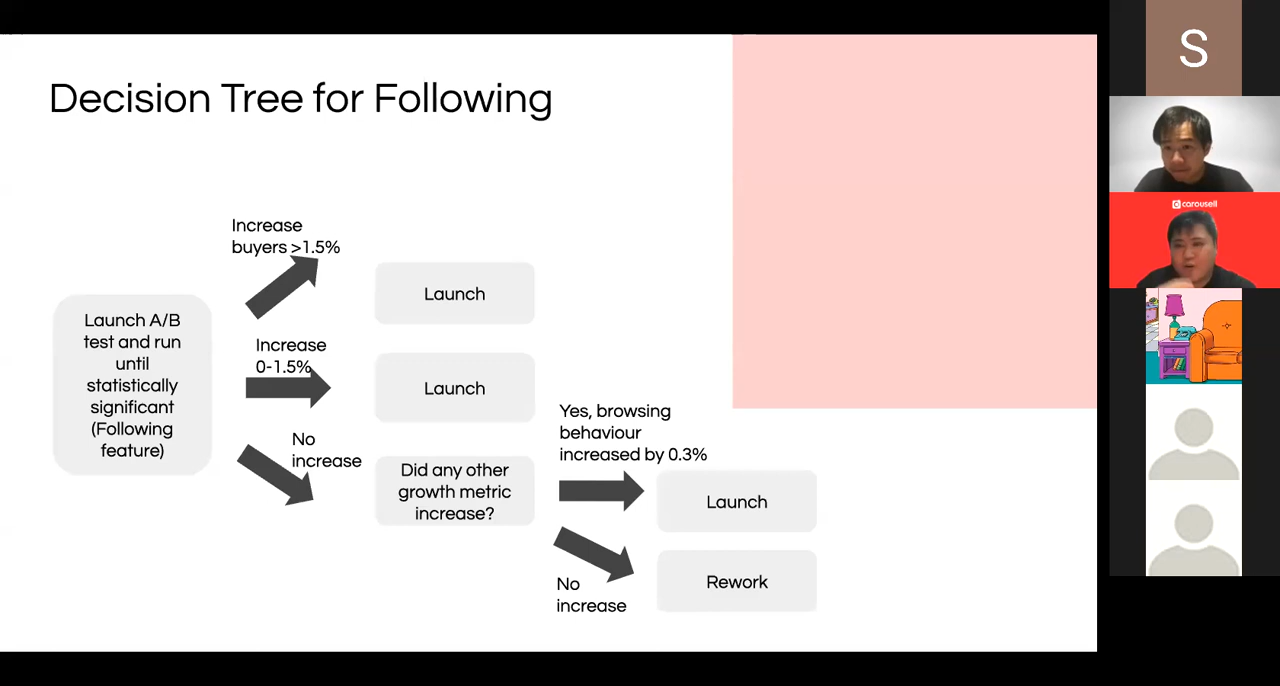 Decision Tree for Following
Increase
buyers >1.5%
Launch
Launch A/B
test and run
until
statistically
significant
(Following
feature)
Increase
0-1.5%
Launch
No
increase
Did any other
growth metric
increase?
Yes, browsing
behaviour
increased by 0.3%
Launch
No
increase
Rework
S
carousell